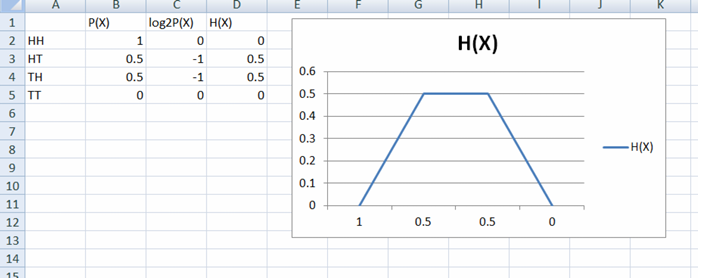 A B C D E F G H I J K
1 P(X) log2P(X) H(X)
2 HH 1 0 0
3 HT 0.5 -1 0.5
4 TH 0.5 -1 0.5
5 TT 0 0 0
6
7
8
9
10
11
12
13
14
15
H(X)
0.6
0.5
0.4
0.3
0.2
0.1
0
1 0.5 0.5 0
H(X)